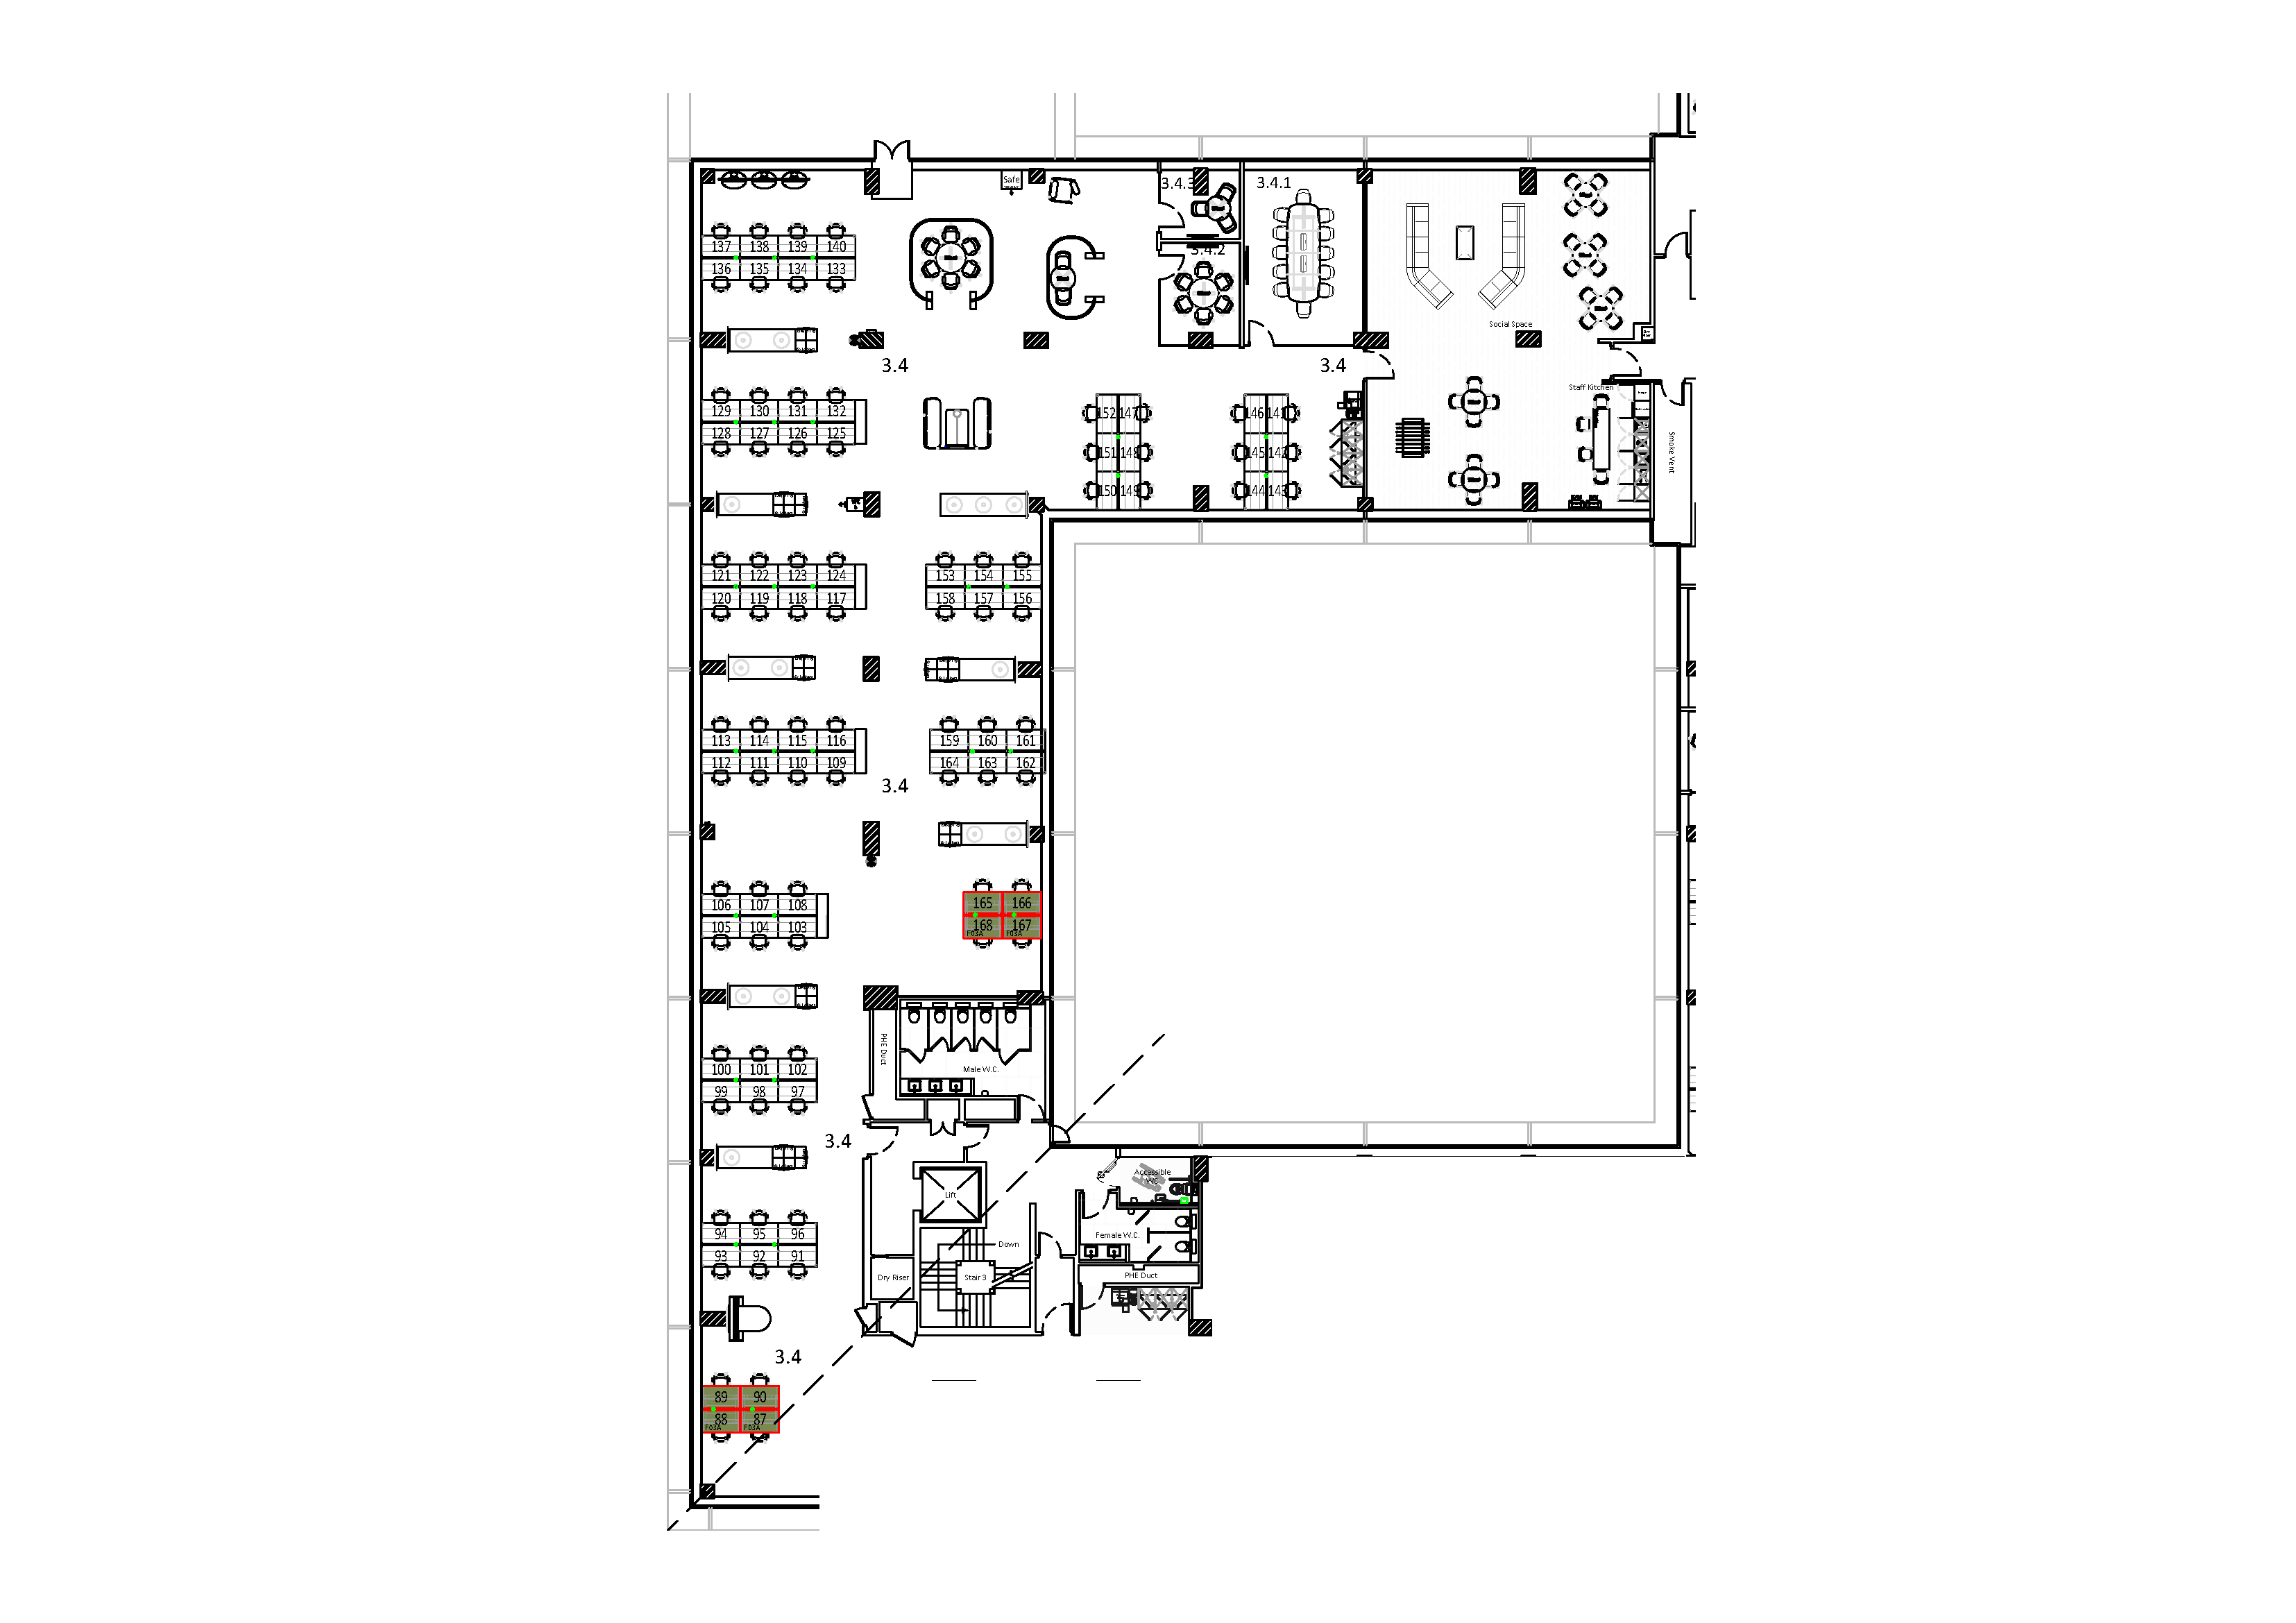 Safe
3.4.3
3.4.1
137 138 139 140
136 135 134 133
3.4.2
Social Space
3.4
3.4
Staff Kitchen
129 130 131 132
128 127 126 125
152 147
151 148
150 149
146 141
145 142
144 143
Smoke Vent
121 122 123 124
120 119 118 117
153 154 155
158 157 156
113 114 115 116
112 111 110 109
159 160 161
164 163 162
3.4
106 107 108
105 104 103
165 166
168 167
F03A F03A
PHE Duct
Male W.C.
100 101 102
99 98 97
3.4
Accessible
WC
Lift
94 95 96
93 92 91
Female W.C.
Down
Dry Riser
Stair 3
PHE Duct
3.4
89 90
88 87
F03A F03A